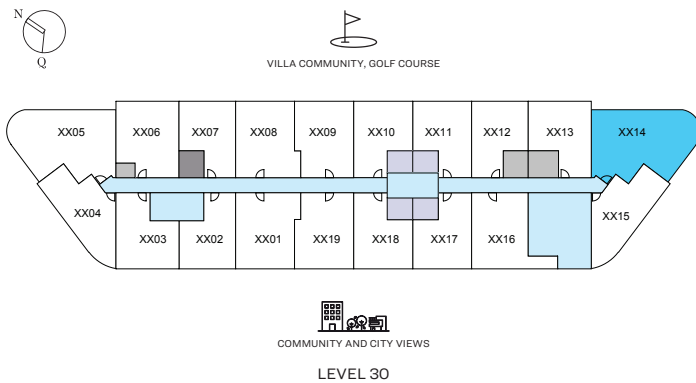 N
Q
VILLA COMMUNITY, GOLF COURSE
XX05 XX06 XX07 XX08 XX09 XX10 XX11 XX12 XX13 XX14
XX04 XX03 XX02 XX01 XX19 XX18 XX17 XX16 XX15
COMMUNITY AND CITY VIEWS
LEVEL 30